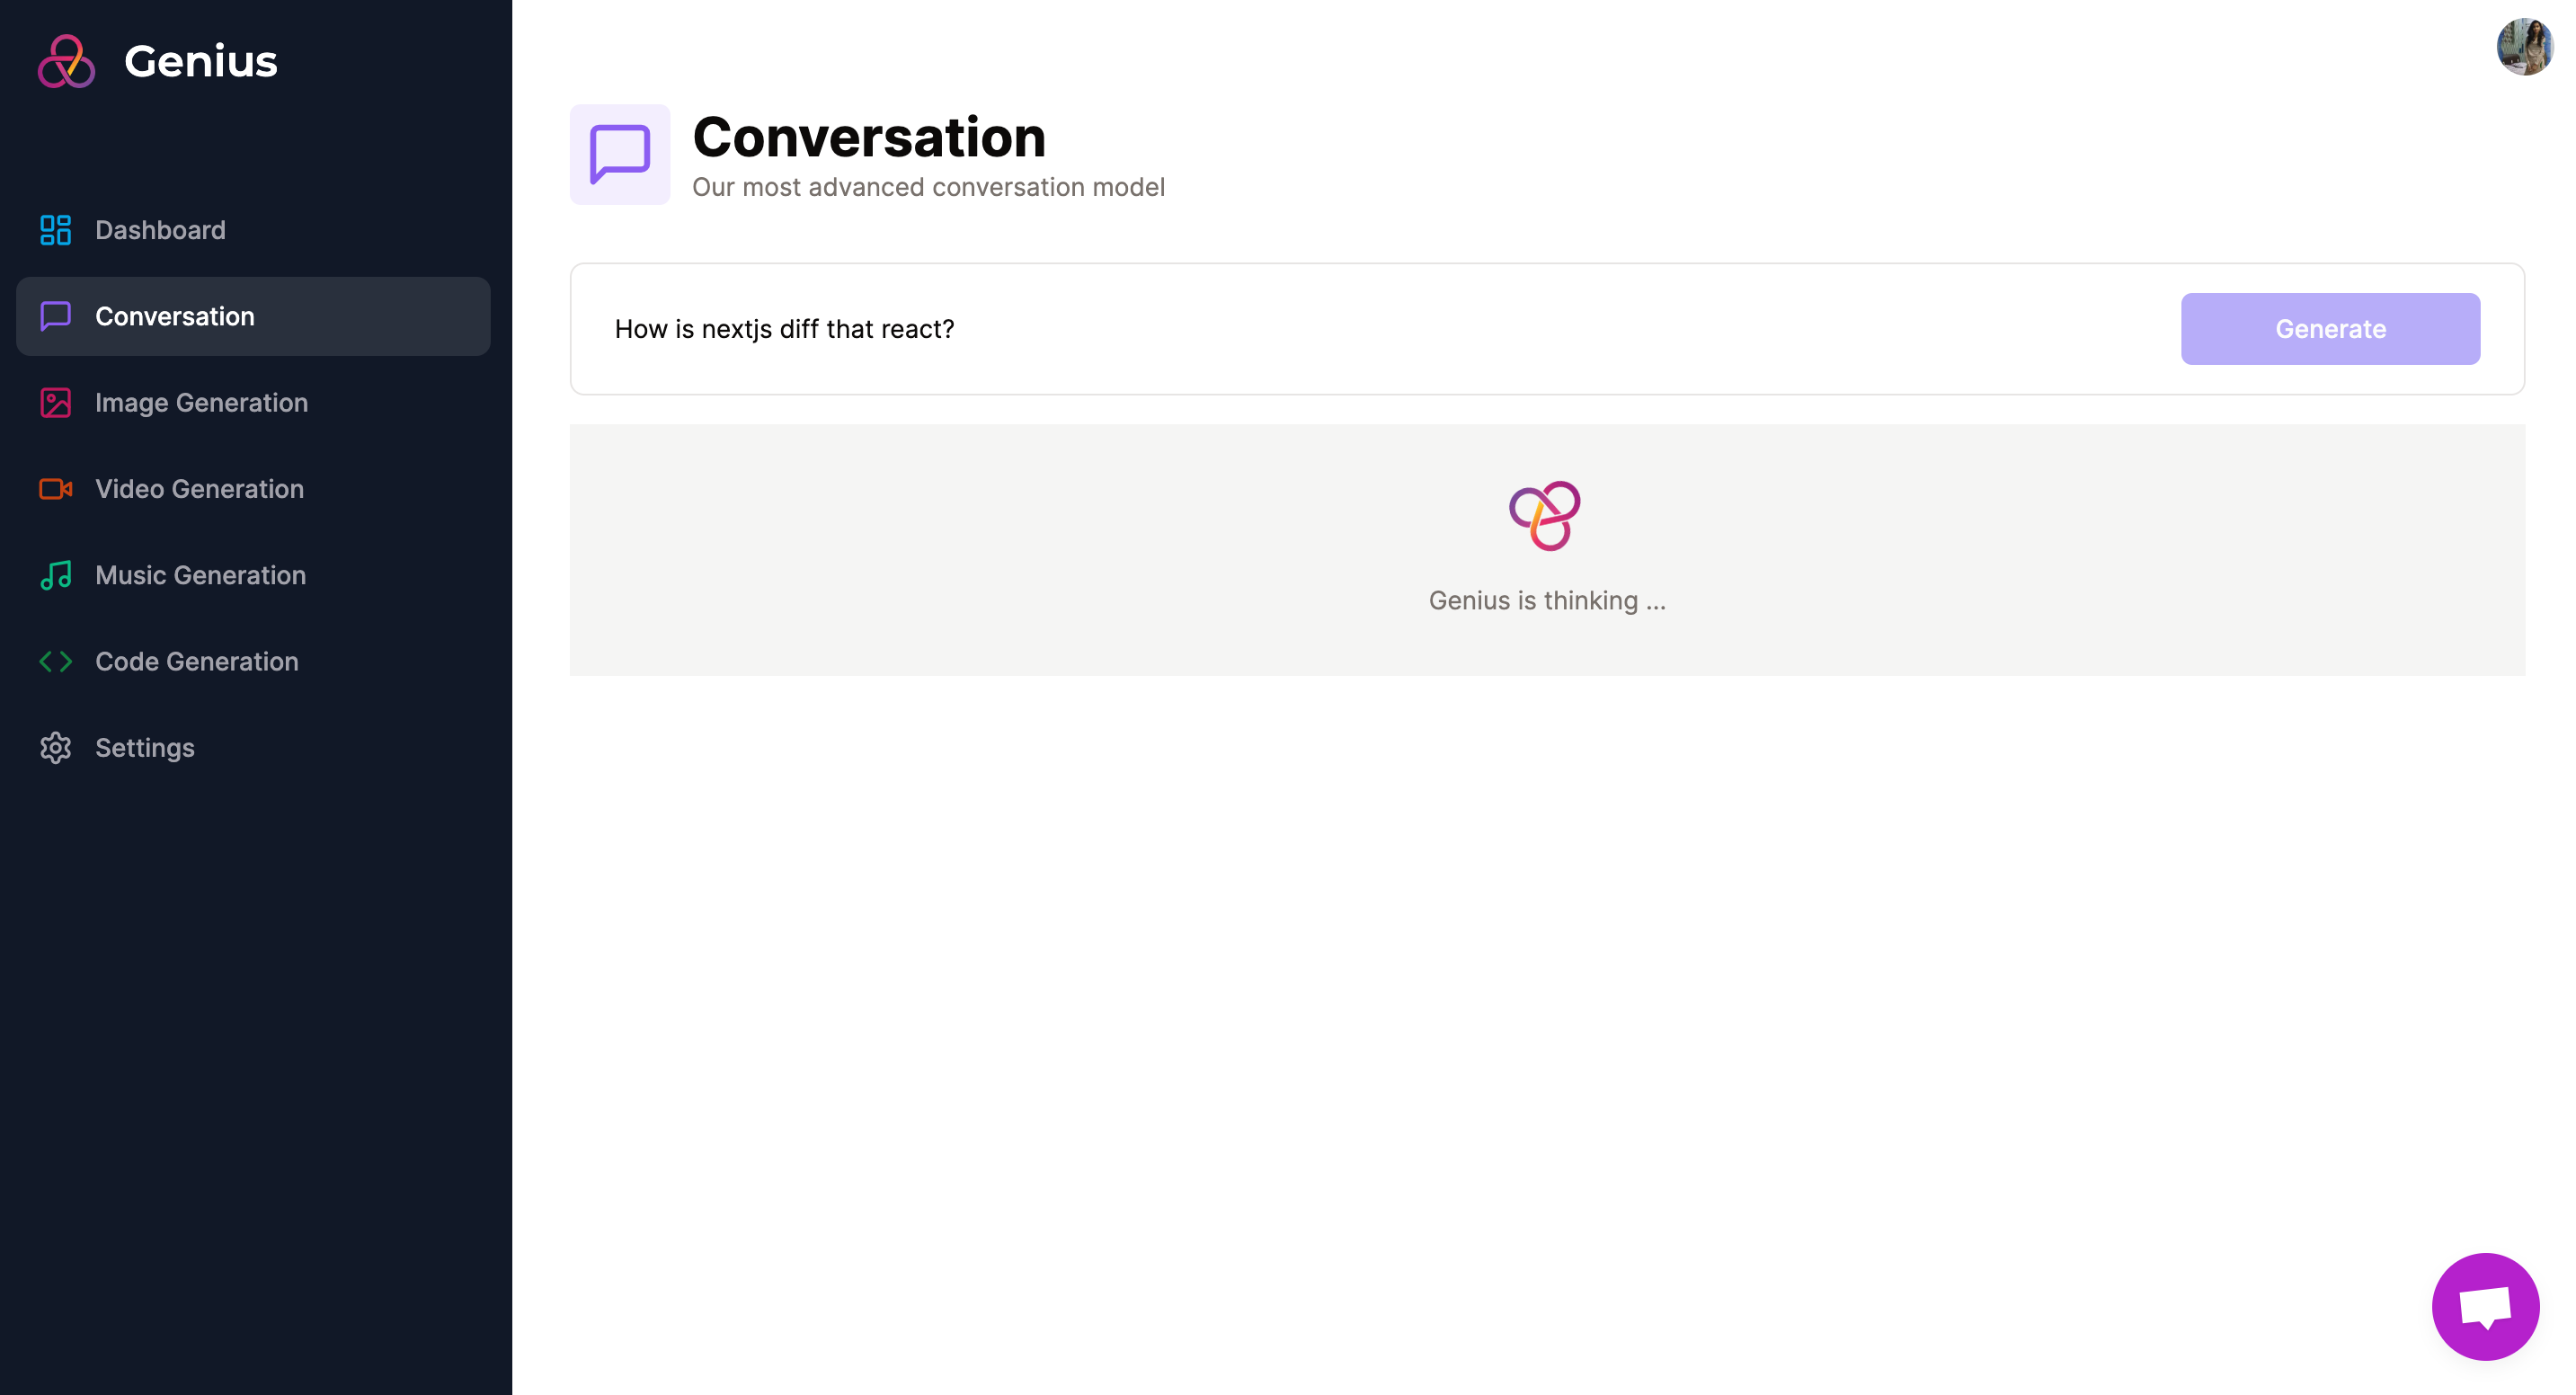 Genius
Dashboard
Conversation
Image Generation
Video Generation
Music Generation
Code Generation
Settings
Conversation
Our most advanced conversation model
How is nextjs diff that react?
Generate
Genius is thinking ...